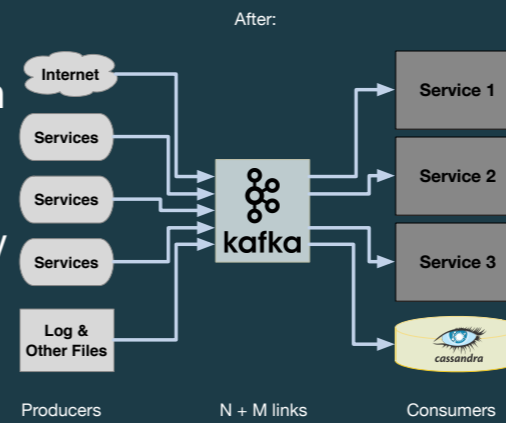 After:
Internet
Services
Services
Services
Log &
Other Files
kafka
Service 1
Service 2
Service 3
cassandra
Producers
N + M links
Consumers